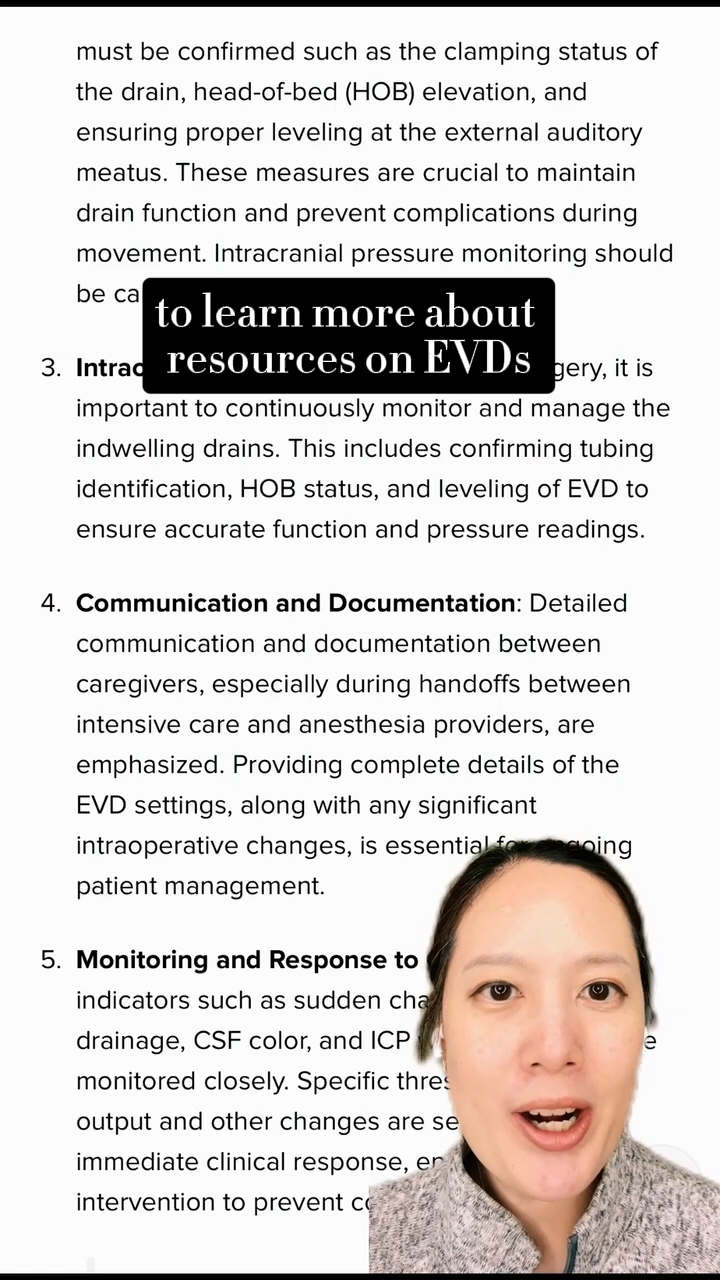 must be confirmed such as the clamping status of
the drain, head-of-bed (HOB) elevation, and
ensuring proper leveling at the external auditory
meatus. These measures are crucial to maintain
drain function and prevent complications during
movement. Intracranial pressure monitoring should
be ca
to learn more about
resources on EVDs
3. Intrao gery, it is
important to continuously monitor and manage the
indwelling drains. This includes confirming tubing
identification, HOB status, and leveling of EVD to
ensure accurate function and pressure readings.
4. Communication and Documentation: Detailed
communication and documentation between
caregivers, especially during handoffs between
intensive care and anesthesia providers, are
emphasized. Providing complete details of the
EVD settings, along with any significant
intraoperative changes, is essential for ongoing
patient management.
5. Monitoring and Response to
indicators such as sudden cha
drainage, CSF color, and ICP e
monitored closely. Specific thres
output and other changes are se
immediate clinical response, en
intervention to prevent co